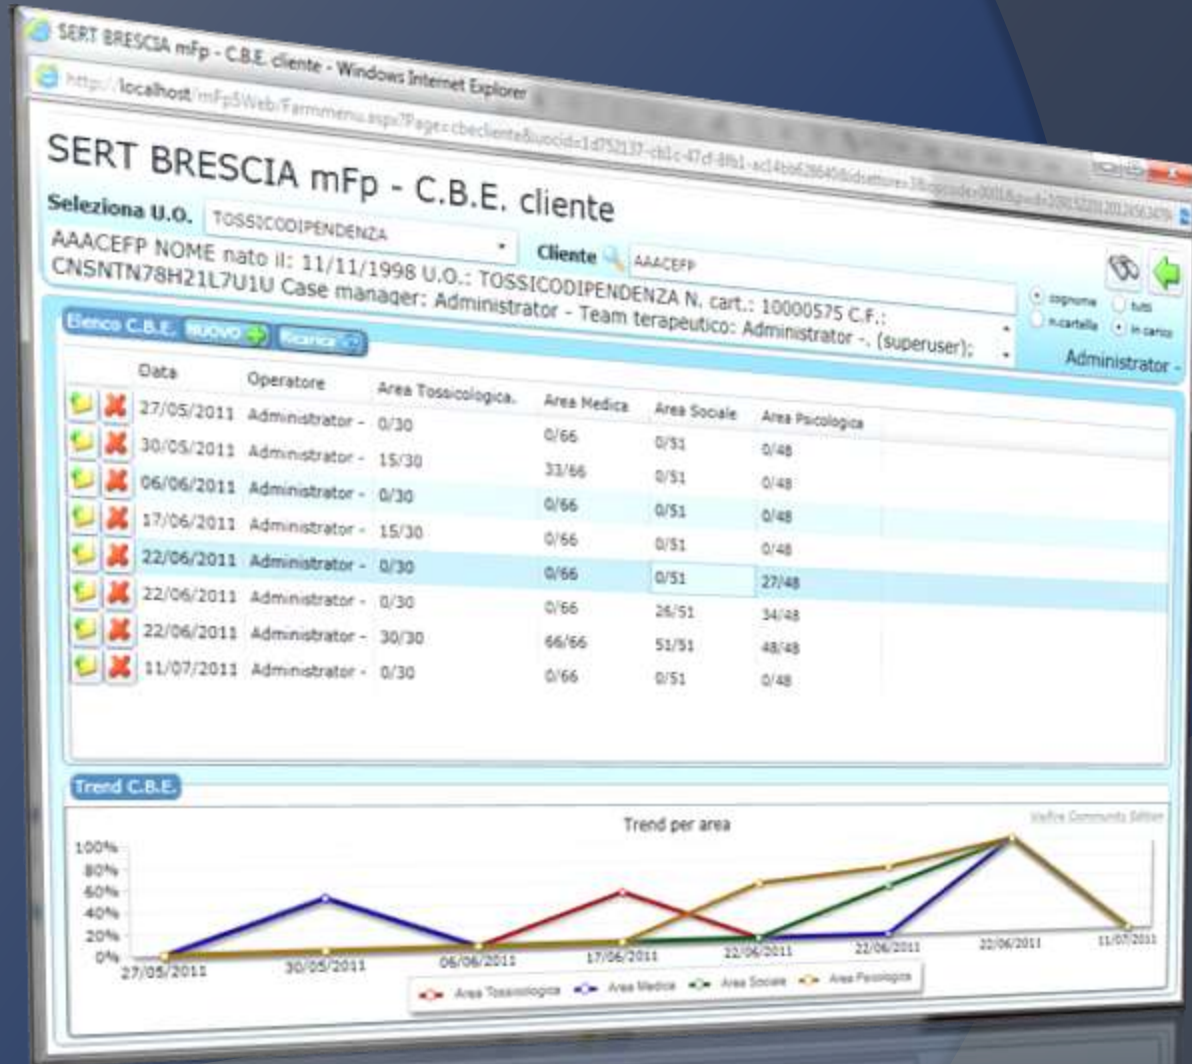 SERT BRESCIA mFp - C.B.E. cliente - Windows Internet Explorer
SERT BRESCIA mFp - C.B.E. cliente
Seleziona U.O. TOSSICODIPENDENZA Cliente AAACEFP
cognome tutti
n.cartella in carico
AAACEFP NOME nato il: 11/11/1998 U.O.: TOSSICODIPENDENZA N. cart.: 10000575 C.F.:
CNSNTN78H21L7U1U Case manager: Administrator - Team terapeutico: Administrator -. (superuser);
Administrator -
Elenco C.B.E. NUOVO Ricarica
Data Operatore Area Tossicologica. Area Medica Area Sociale Area Psicologica
27/05/2011 Administrator - 0/30 0/66 0/51 0/48
30/05/2011 Administrator - 15/30 33/66 0/51 0/48
06/06/2011 Administrator - 0/30 0/66 0/51 0/48
17/06/2011 Administrator - 15/30 0/66 0/51 0/48
22/06/2011 Administrator - 0/30 0/66 0/51 27/48
22/06/2011 Administrator - 0/30 0/66 26/51 34/48
22/06/2011 Administrator - 30/30 66/66 51/51 48/48
11/07/2011 Administrator - 0/30 0/66 0/51 0/48
Trend C.B.E.
Trend per area
Visifire Community Edition
100%
80%
60%
40%
20%
0%
27/05/2011 30/05/2011 06/06/2011 17/06/2011 22/06/2011 22/06/2011 22/06/2011 11/07/2011
Area Tossicologica Area Medica Area Sociale Area Psicologica